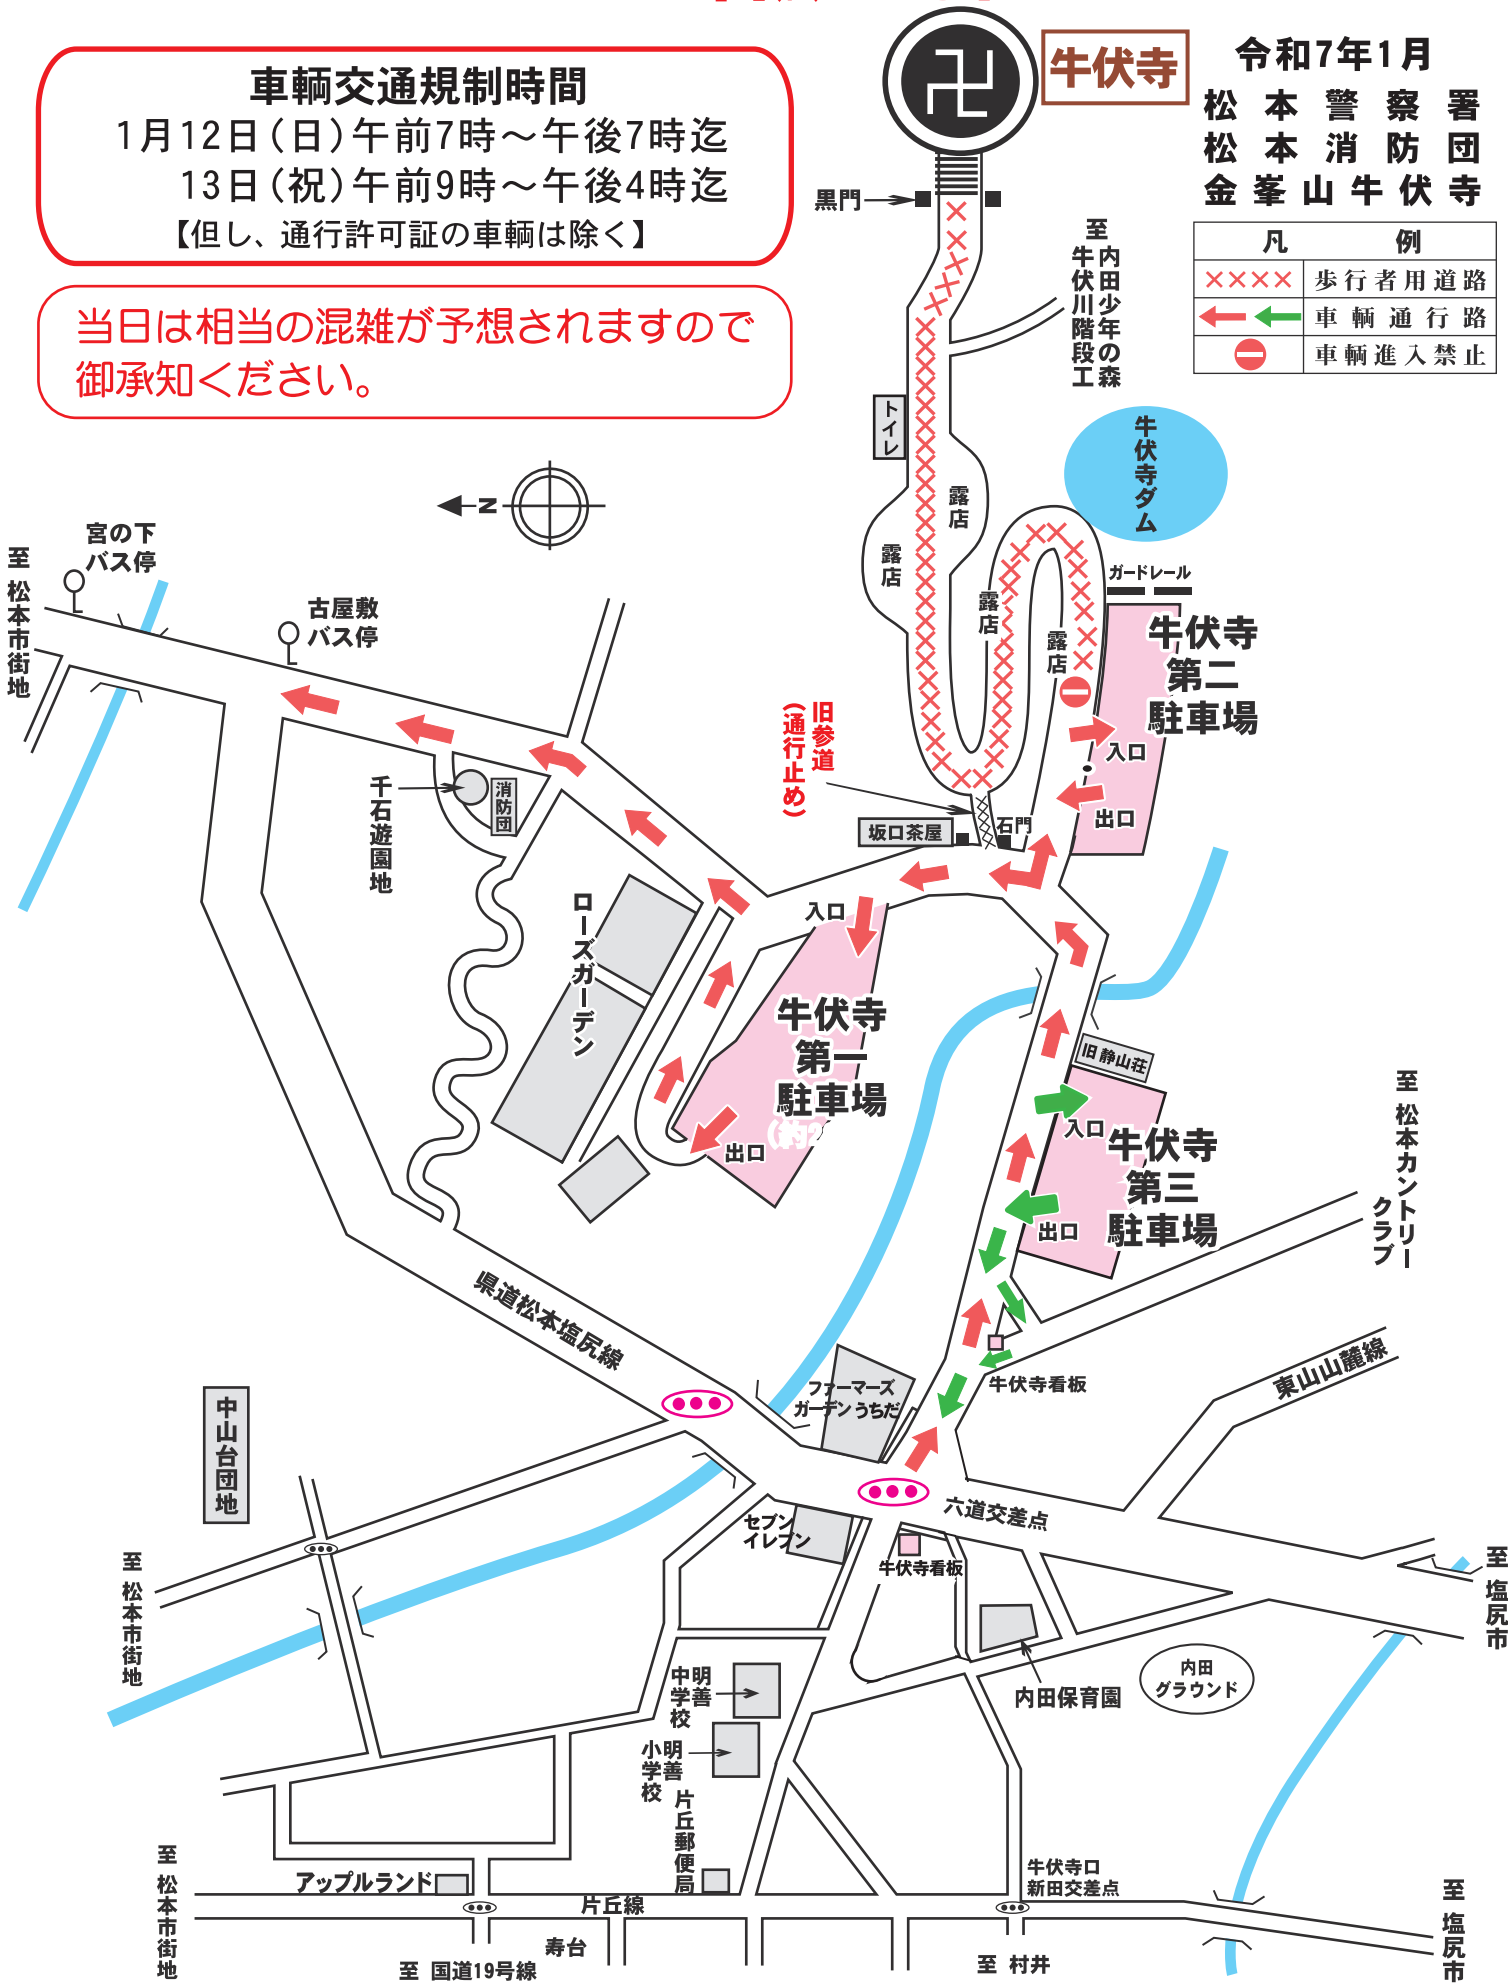 車輌交通規制時間
1月12日(日)午前7時～午後7時迄
13日(祝)午前9時～午後4時迄
【但し、通行許可証の車輌は除く】
当日は相当の混雑が予想されますので
御承知ください。
卍
牛伏寺
令和7年1月
松本警察署
松本消防団
金峯山牛伏寺
凡例
歩行者用道路
車輌通行路
車輌進入禁止
黒門
至
内田少年の森
牛伏川階段工
トイレ
露店
露店
露店
露店
牛伏寺ダム
ガードレール
牛伏寺
第二
駐車場
入口
出口
N
宮の下
バス停
至 松本市街地
古屋敷
バス停
千石遊園地
消防団
旧参道
(通行止め)
坂口茶屋
石門
ローズガーデン
入口
牛伏寺
第一
駐車場
(約2
出口
旧 静山荘
入口
牛伏寺
第三
駐車場
出口
至 松本カントリー
クラブ
県道松本塩尻線
ファーマーズ
ガーデン うちだ
牛伏寺看板
東山山麓線
中山台団地
セブン
イレブン
六道交差点
牛伏寺看板
至 松本市街地
至 塩尻市
内田保育園
内田
グラウンド
明善
中学校
明善
小学校
片丘郵便局
アップルランド
片丘線
牛伏寺口
新田交差点
至 松本市街地
至 国道19号線
寿台
至 村井
至 塩尻市